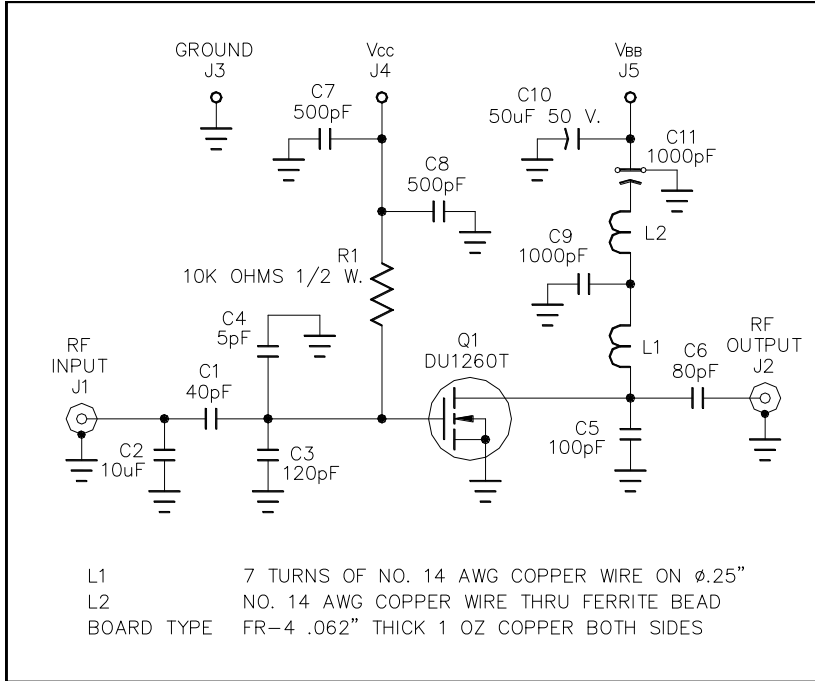 GROUND
J3
Vcc
J4
VBB
J5
C7
500pF
C10
50uF 50 V.
C11
1000pF
C8
500pF
L2
C9
1000pF
R1
10K OHMS 1/2 W.
C4
5pF
Q1
DU1260T
L1
RF
INPUT
J1
C1
40pF
C6
80pF
RF
OUTPUT
J2
C2
10uF
C3
120pF
C5
100pF
L1 7 TURNS OF NO. 14 AWG COPPER WIRE ON ø.25”
L2 NO. 14 AWG COPPER WIRE THRU FERRITE BEAD
BOARD TYPE FR-4 .062” THICK 1 OZ COPPER BOTH SIDES